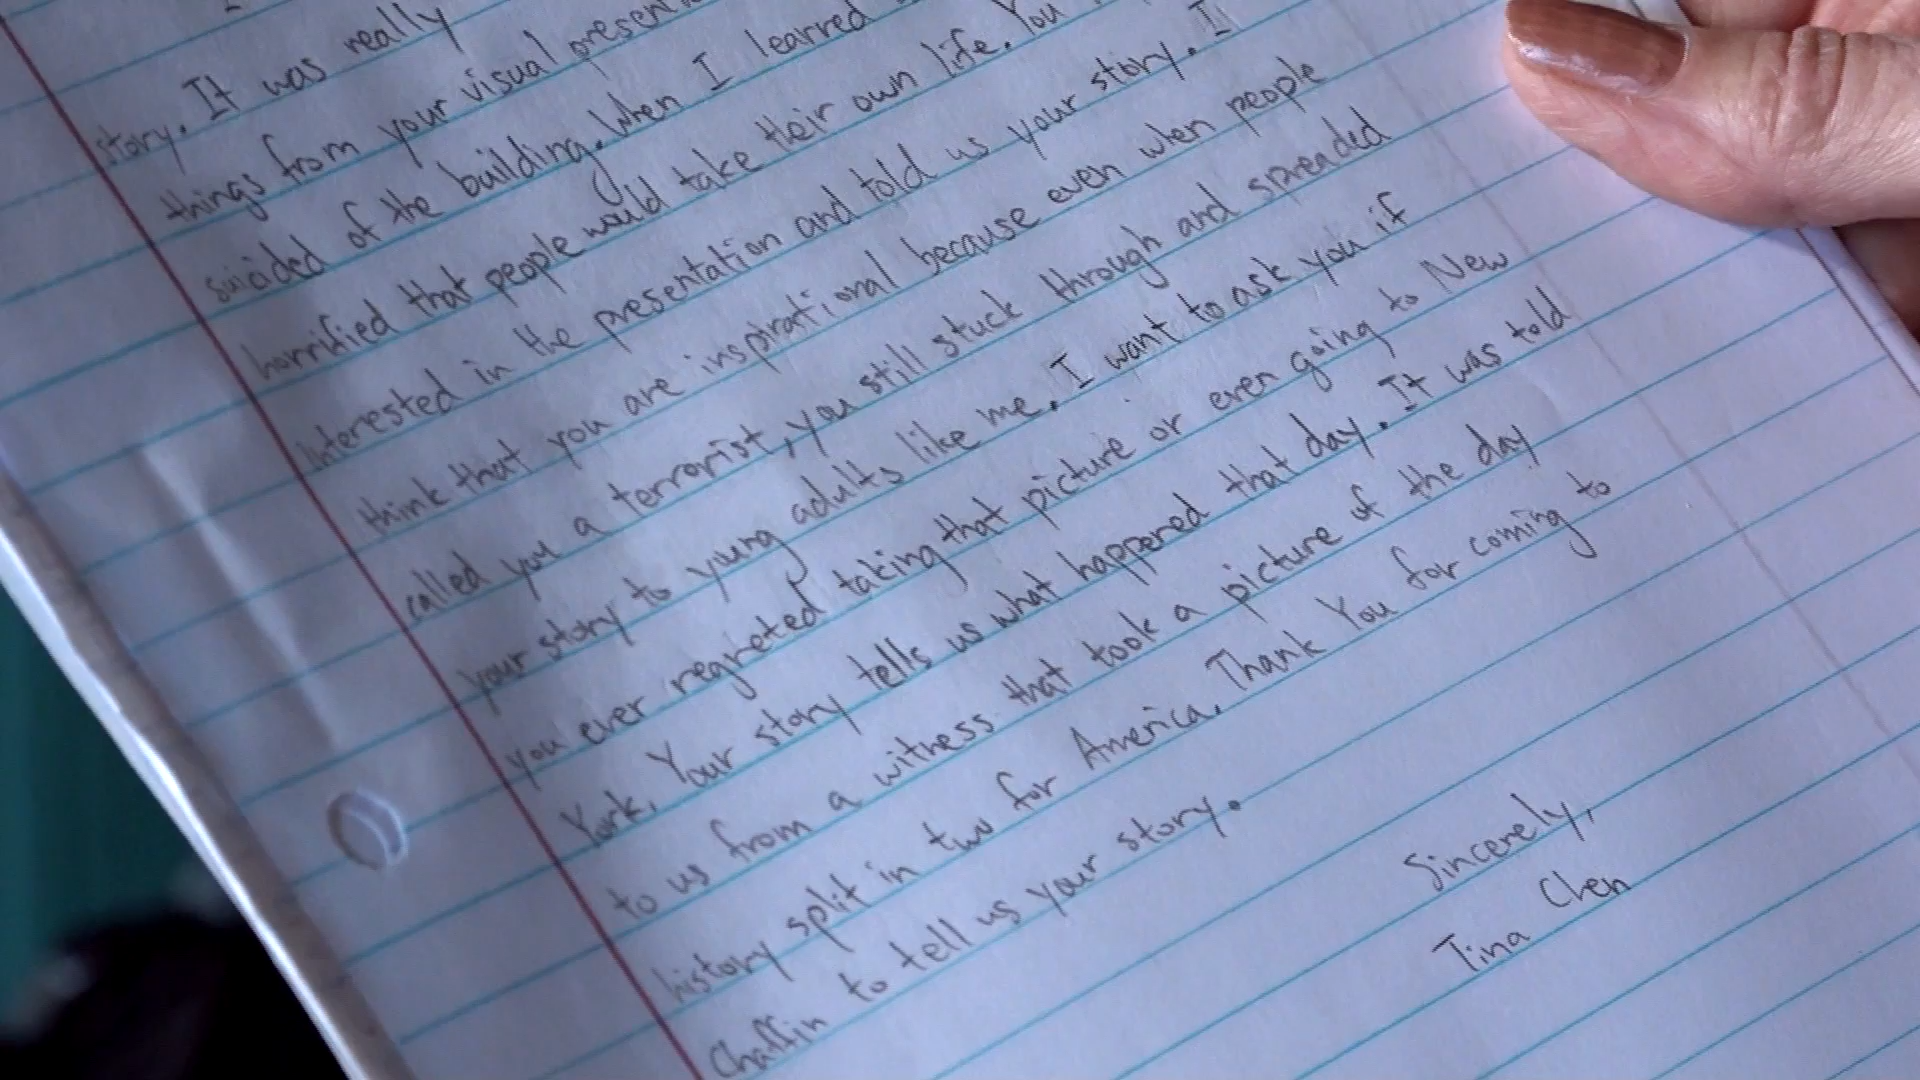 story. It was really
things from your visual
suicided of the building. When I learred
horrified that people would take their own life. You
interested in the presentation and told us your story. I
think that you are inspirational because even when people
called you a terrorist, you still stuck through and spreaded
your story to young adults like me. I want to ask you if
you ever regreted taking that picture or even going to New
York. Your story tells us what happened that day. It was told
to us from a witness that took a picture of the day
history split in two for America. Thank You for coming to
Chaffin to tell us your story.
Sincerely,
Tina Chen